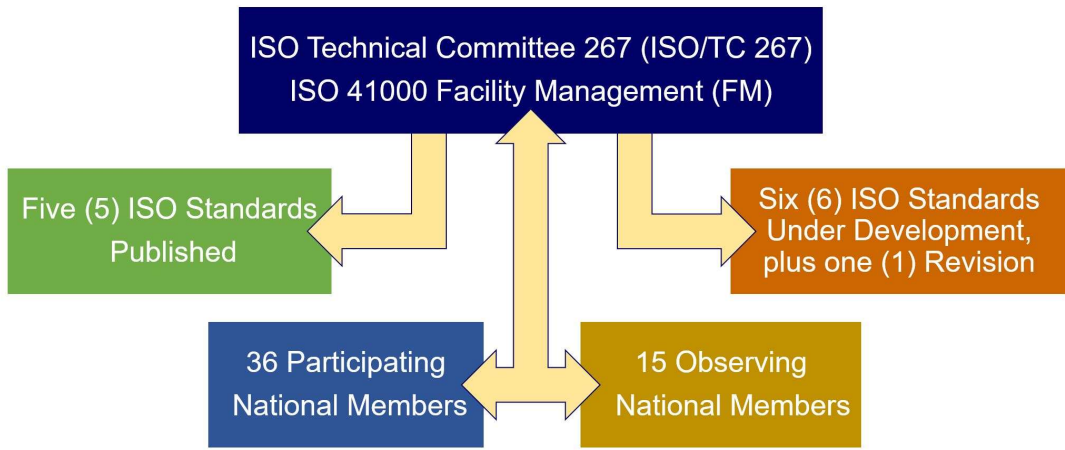 ISO Technical Committee 267 (ISO/TC 267)
ISO 41000 Facility Management (FM)
Five (5) ISO Standards
Published
Six (6) ISO Standards
Under Development,
plus one (1) Revision
36 Participating
National Members
15 Observing
National Members